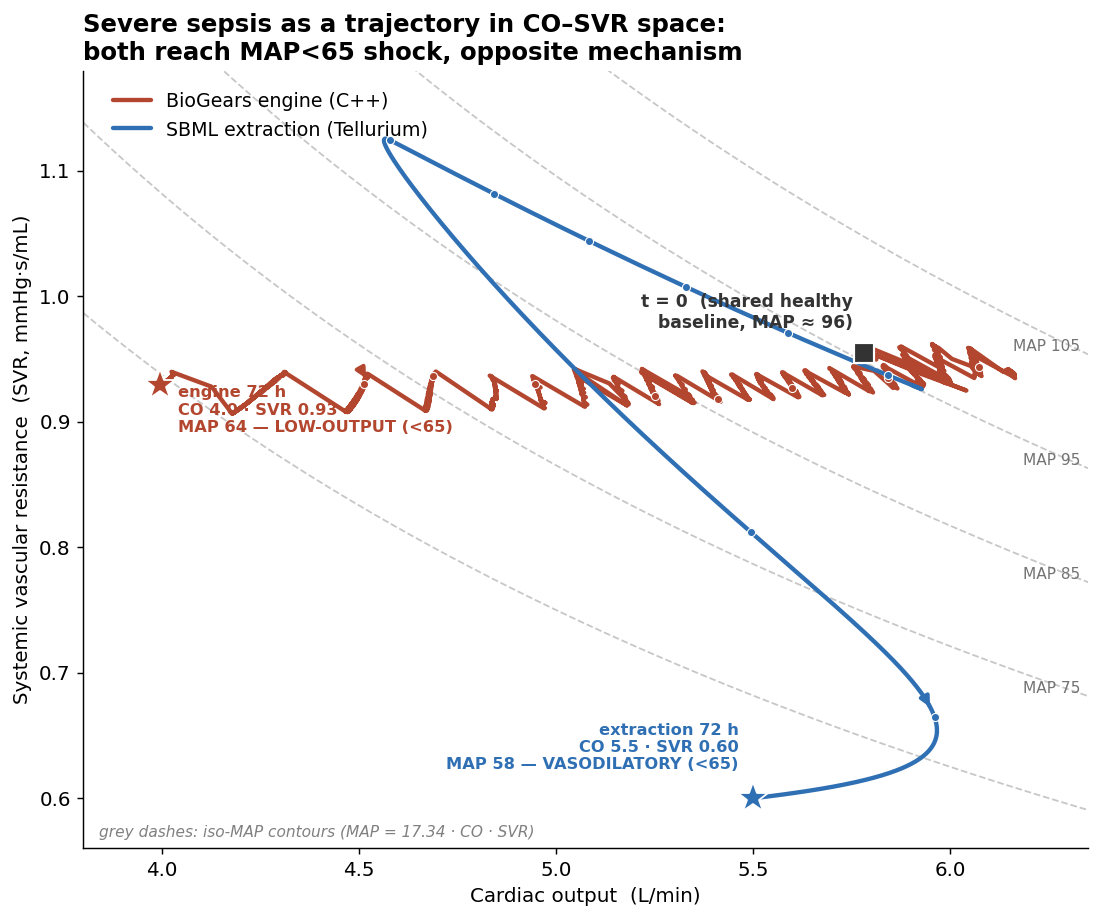 Severe sepsis as a trajectory in CO–SVR space:
both reach MAP<65 shock, opposite mechanism
BioGears engine (C++)
SBML extraction (Tellurium)
t = 0 (shared healthy
baseline, MAP ≈ 96)
MAP 105
MAP 95
MAP 85
MAP 75
engine 72 h
CO 4.0 · SVR 0.93
MAP 64 — LOW-OUTPUT (<65)
extraction 72 h
CO 5.5 · SVR 0.60
MAP 58 — VASODILATORY (<65)
grey dashes: iso-MAP contours (MAP = 17.34 · CO · SVR)
Systemic vascular resistance (SVR, mmHg·s/mL)
1.1
1.0
0.9
0.8
0.7
0.6
4.0
4.5
5.0
5.5
6.0
Cardiac output (L/min)